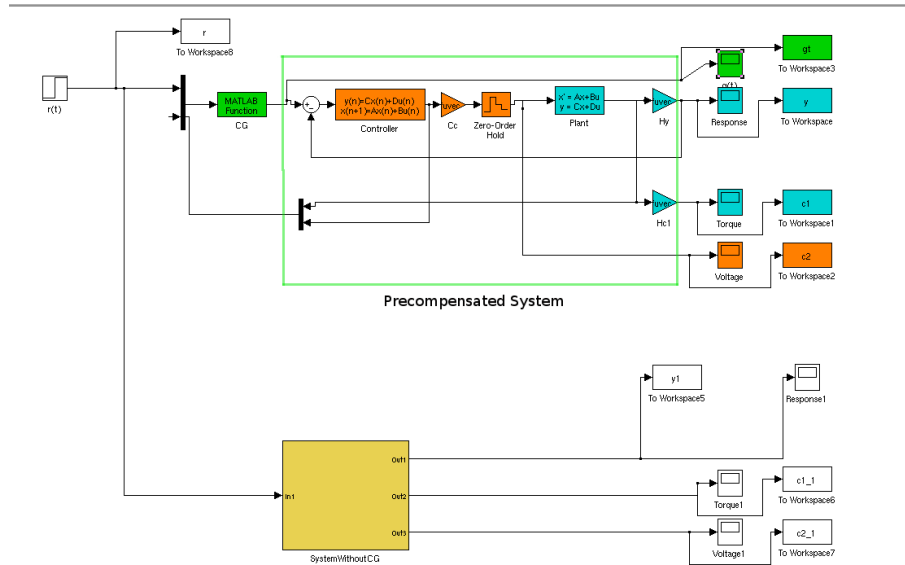 r
To Workspace8
r(t)
MATLAB
Function
CG
y(n)=Cx(n)+Du(n)
x(n+1)=Ax(n)+Bu(n)
Controller
uvec
Cc
Zero-Order
Hold
x' = Ax+Bu
y = Cx+Du
Plant
uvec
Hy
gt
To Workspace3
Response
y
To Workspace
uvec
Hc1
Torque
c1
To Workspace1
Voltage
c2
To Workspace2
Precompensated System
y1
To Workspace5
Response1
In1
Out1
Out2
Out3
SystemWithoutCG
Torque1
c1_1
To Workspace6
Voltage1
c2_1
To Workspace7